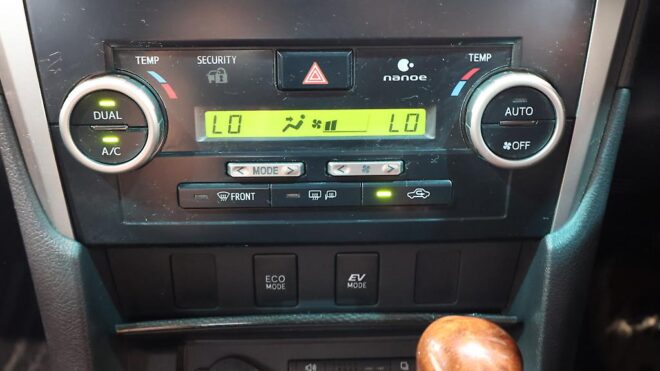 TEMP
SECURITY
nanoe
TEMP
DUAL
A/C
LO
LO
AUTO
OFF
MODE
FRONT
ECO
MODE
EV
MODE